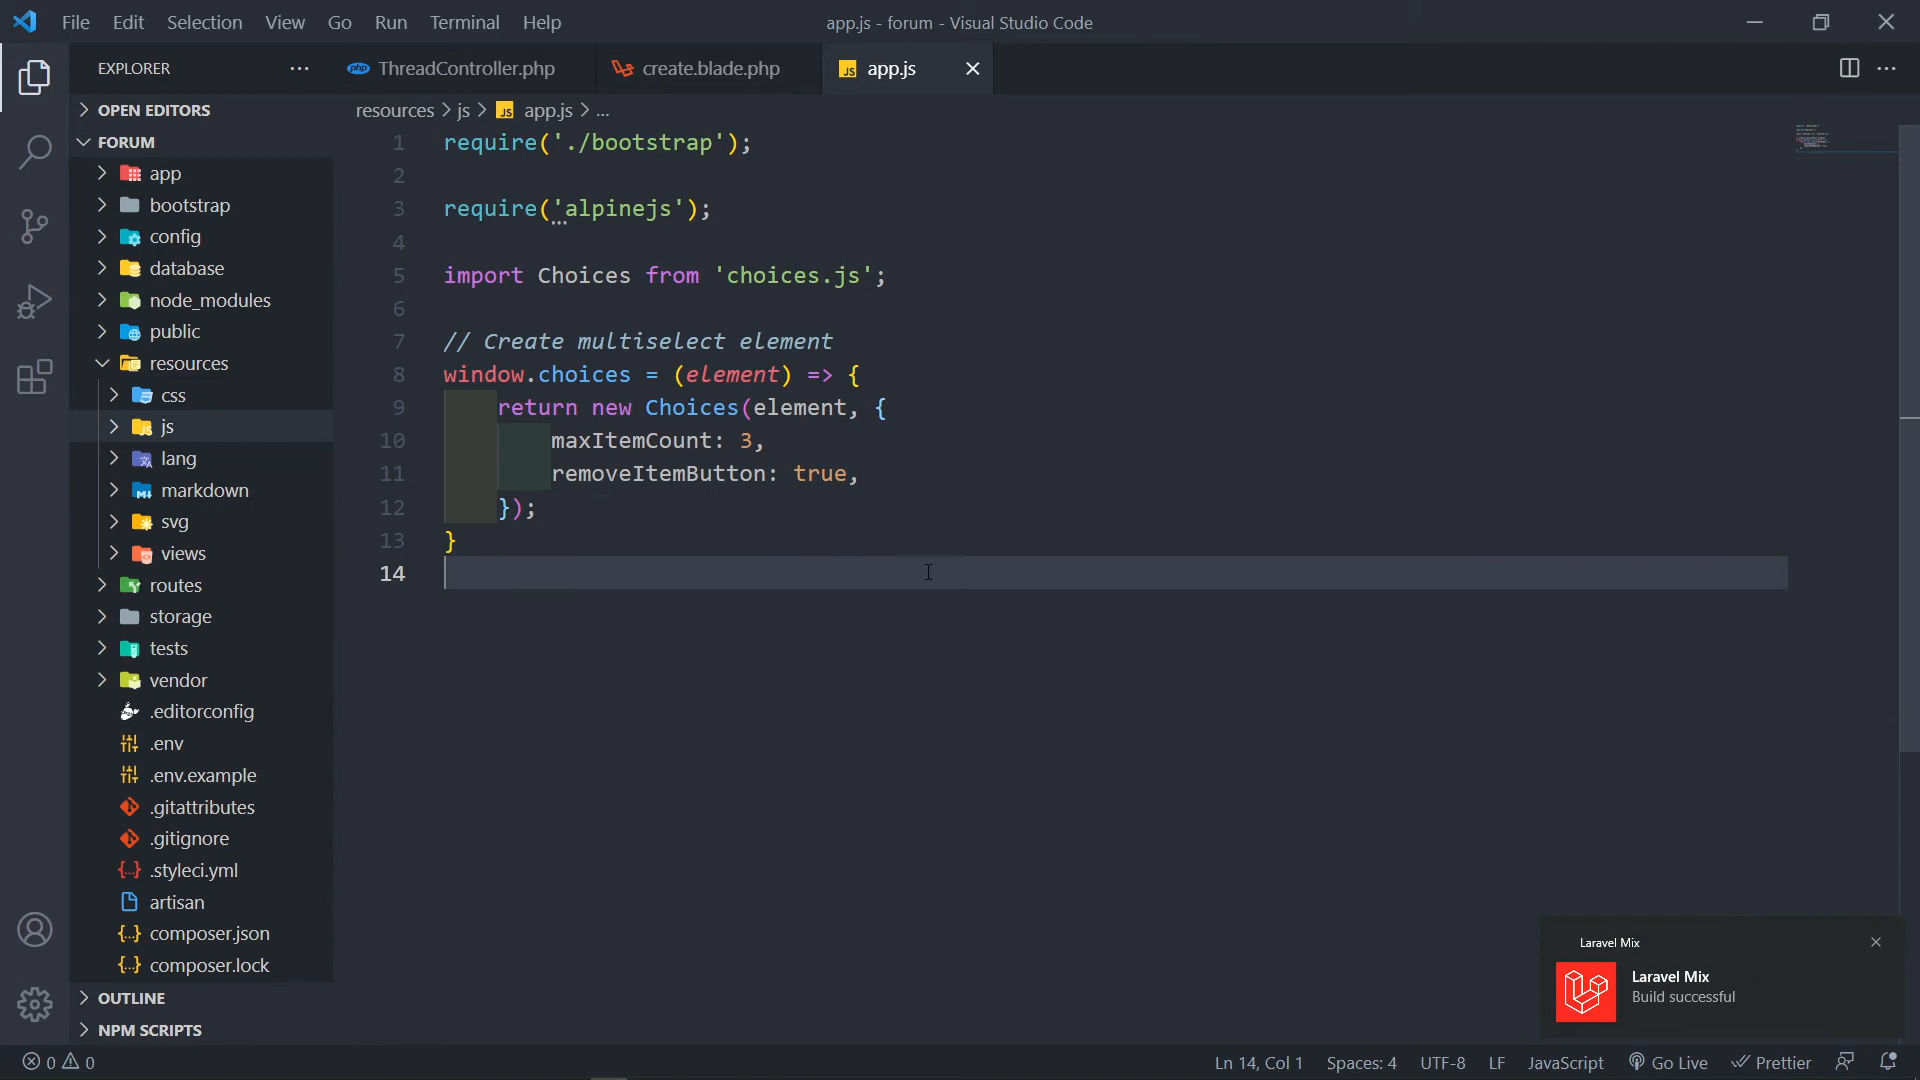 File Edit Selection View Go Run Terminal Help
app.js - forum - Visual Studio Code
EXPLORER
OPEN EDITORS
FORUM
app
bootstrap
config
database
node_modules
public
resources
css
js
lang
markdown
svg
views
routes
storage
tests
vendor
.editorconfig
.env
.env.example
.gitattributes
.gitignore
.styleci.yml
artisan
composer.json
composer.lock
OUTLINE
NPM SCRIPTS
ThreadController.php create.blade.php JS app.js
resources > js > JS app.js > ...
1 require('./bootstrap');
2
3 require('alpinejs');
4
5 import Choices from 'choices.js';
6
7 // Create multiselect element
8 window.choices = (element) => {
9 return new Choices(element, {
10 maxItemCount: 3,
11 removeItemButton: true,
12 });
13 }
14
Laravel Mix
Laravel Mix
Build successful
0 0
Ln 14, Col 1 Spaces: 4 UTF-8 LF JavaScript Go Live Prettier